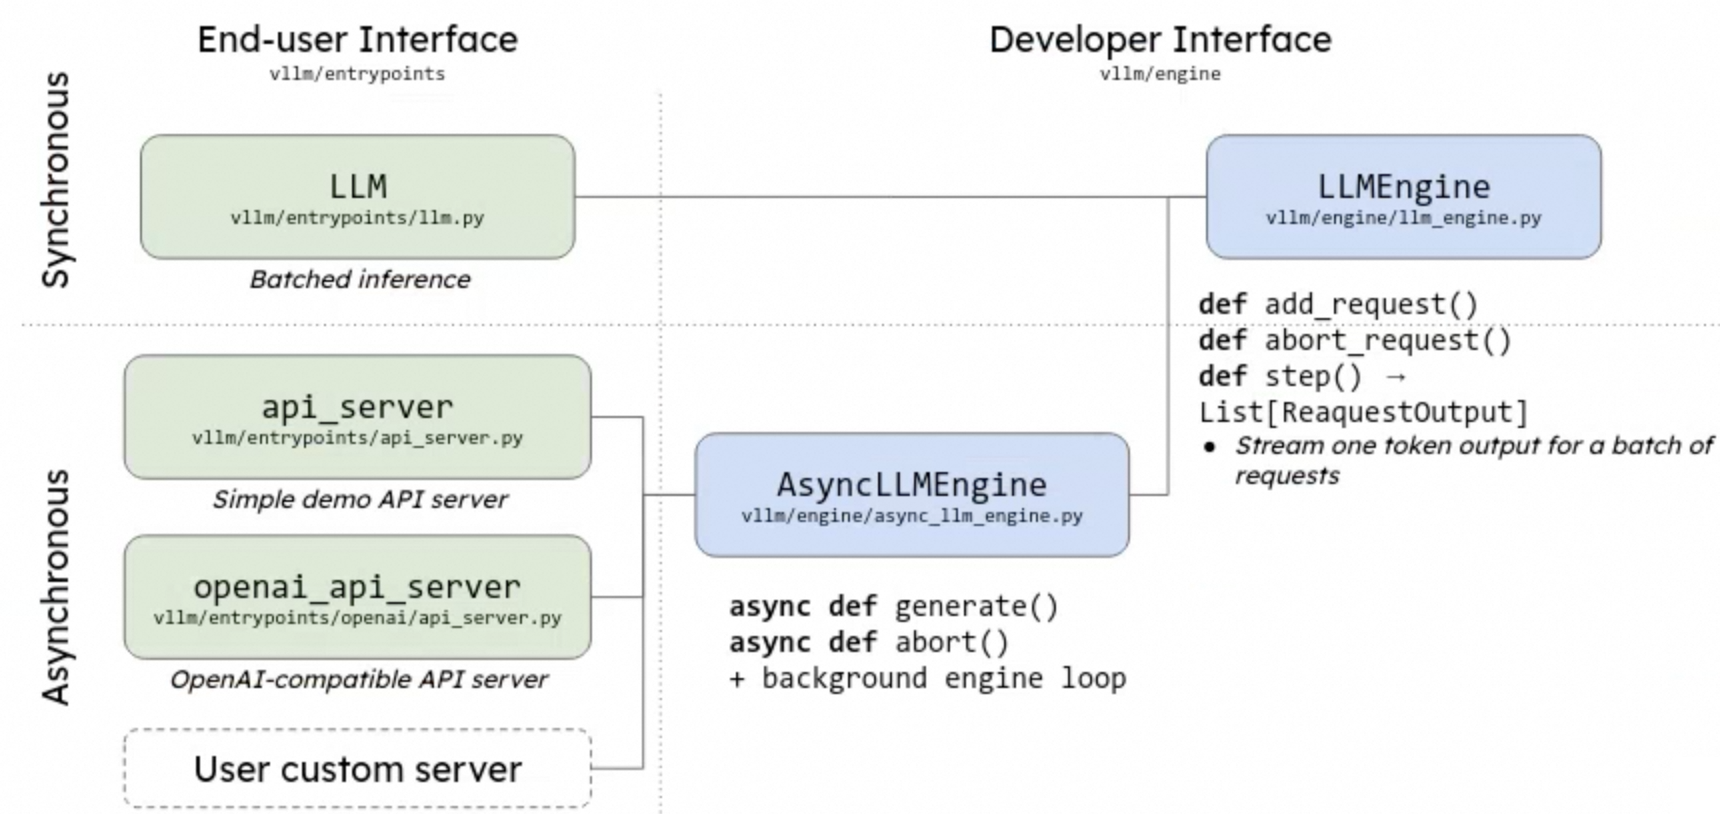 End-user Interface
vllm/entrypoints
Developer Interface
vllm/engine
Synchronous
LLM
vllm/entrypoints/llm.py
Batched inference
LLMEngine
vllm/engine/llm_engine.py
def add_request()
def abort_request()
def step() →
List[ReaquestOutput]
● Stream one token output for a batch of
requests
Asynchronous
api_server
vllm/entrypoints/api_server.py
Simple demo API server
openai_api_server
vllm/entrypoints/openai/api_server.py
OpenAI-compatible API server
User custom server
AsyncLLMEngine
vllm/engine/async_llm_engine.py
async def generate()
async def abort()
+ background engine loop